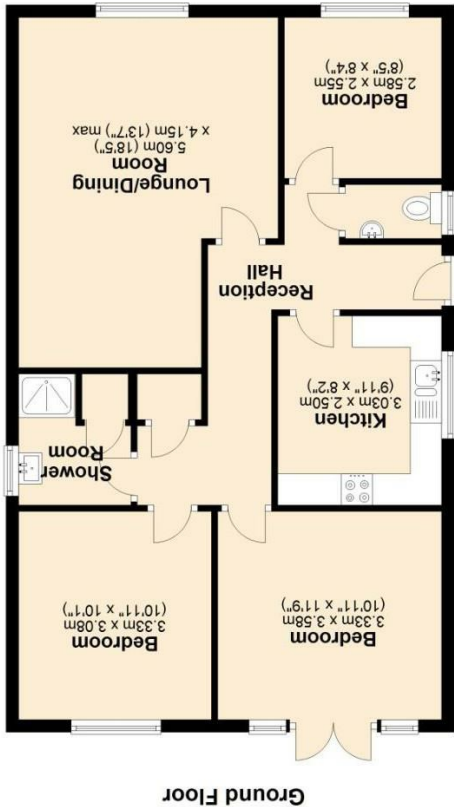 Ground Floor
Bedroom
3.33m x 3.58m
(10'11" x 11'9")
Bedroom
3.33m x 3.08m
(10'11" x 10'1")
Kitchen
3.03m x 2.50m
(9'11" x 8'2")
Shower
Room
Reception
Hall
Lounge/Dining
Room
5.60m (18'5")
x 4.15m (13'7") max
Bedroom
2.58m x 2.55m
(8'5" x 8'4")